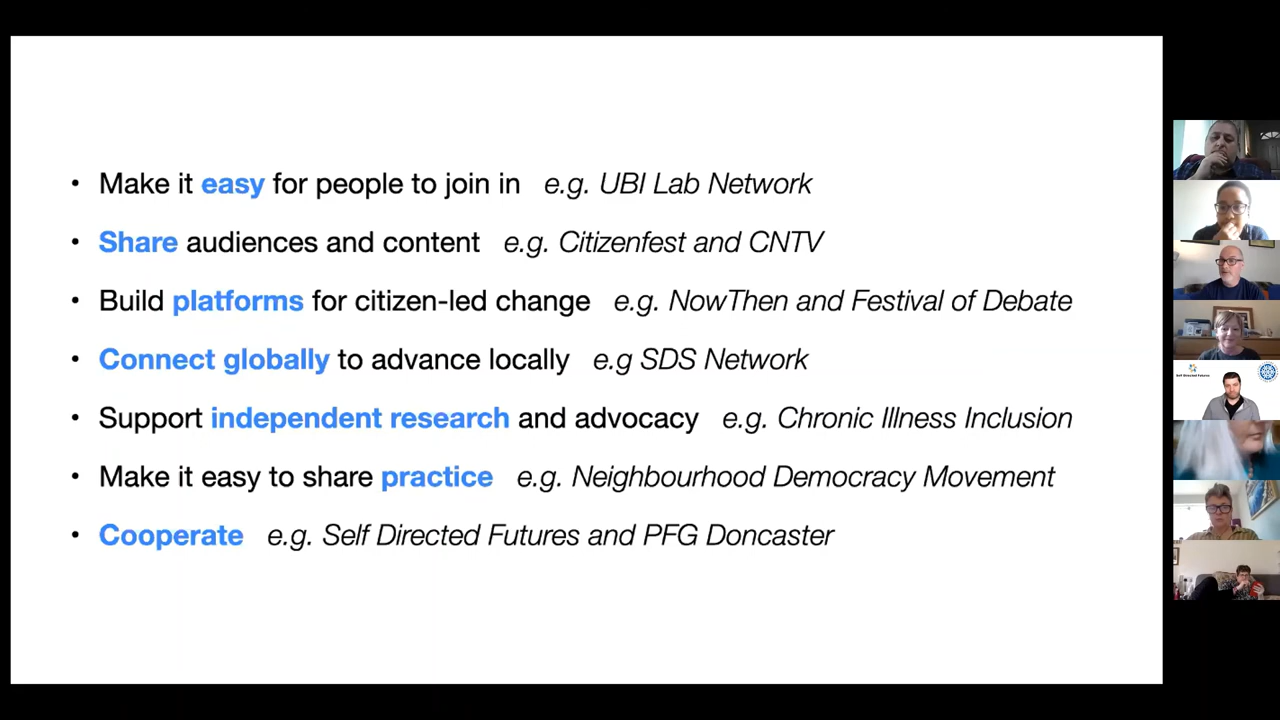 • Make it easy for people to join in e.g. UBI Lab Network
• Share audiences and content e.g. Citizenfest and CNTV
• Build platforms for citizen-led change e.g. NowThen and Festival of Debate
• Connect globally to advance locally e.g SDS Network
• Support independent research and advocacy e.g. Chronic Illness Inclusion
• Make it easy to share practice e.g. Neighbourhood Democracy Movement
• Cooperate e.g. Self Directed Futures and PFG Doncaster
Self Directed Futures